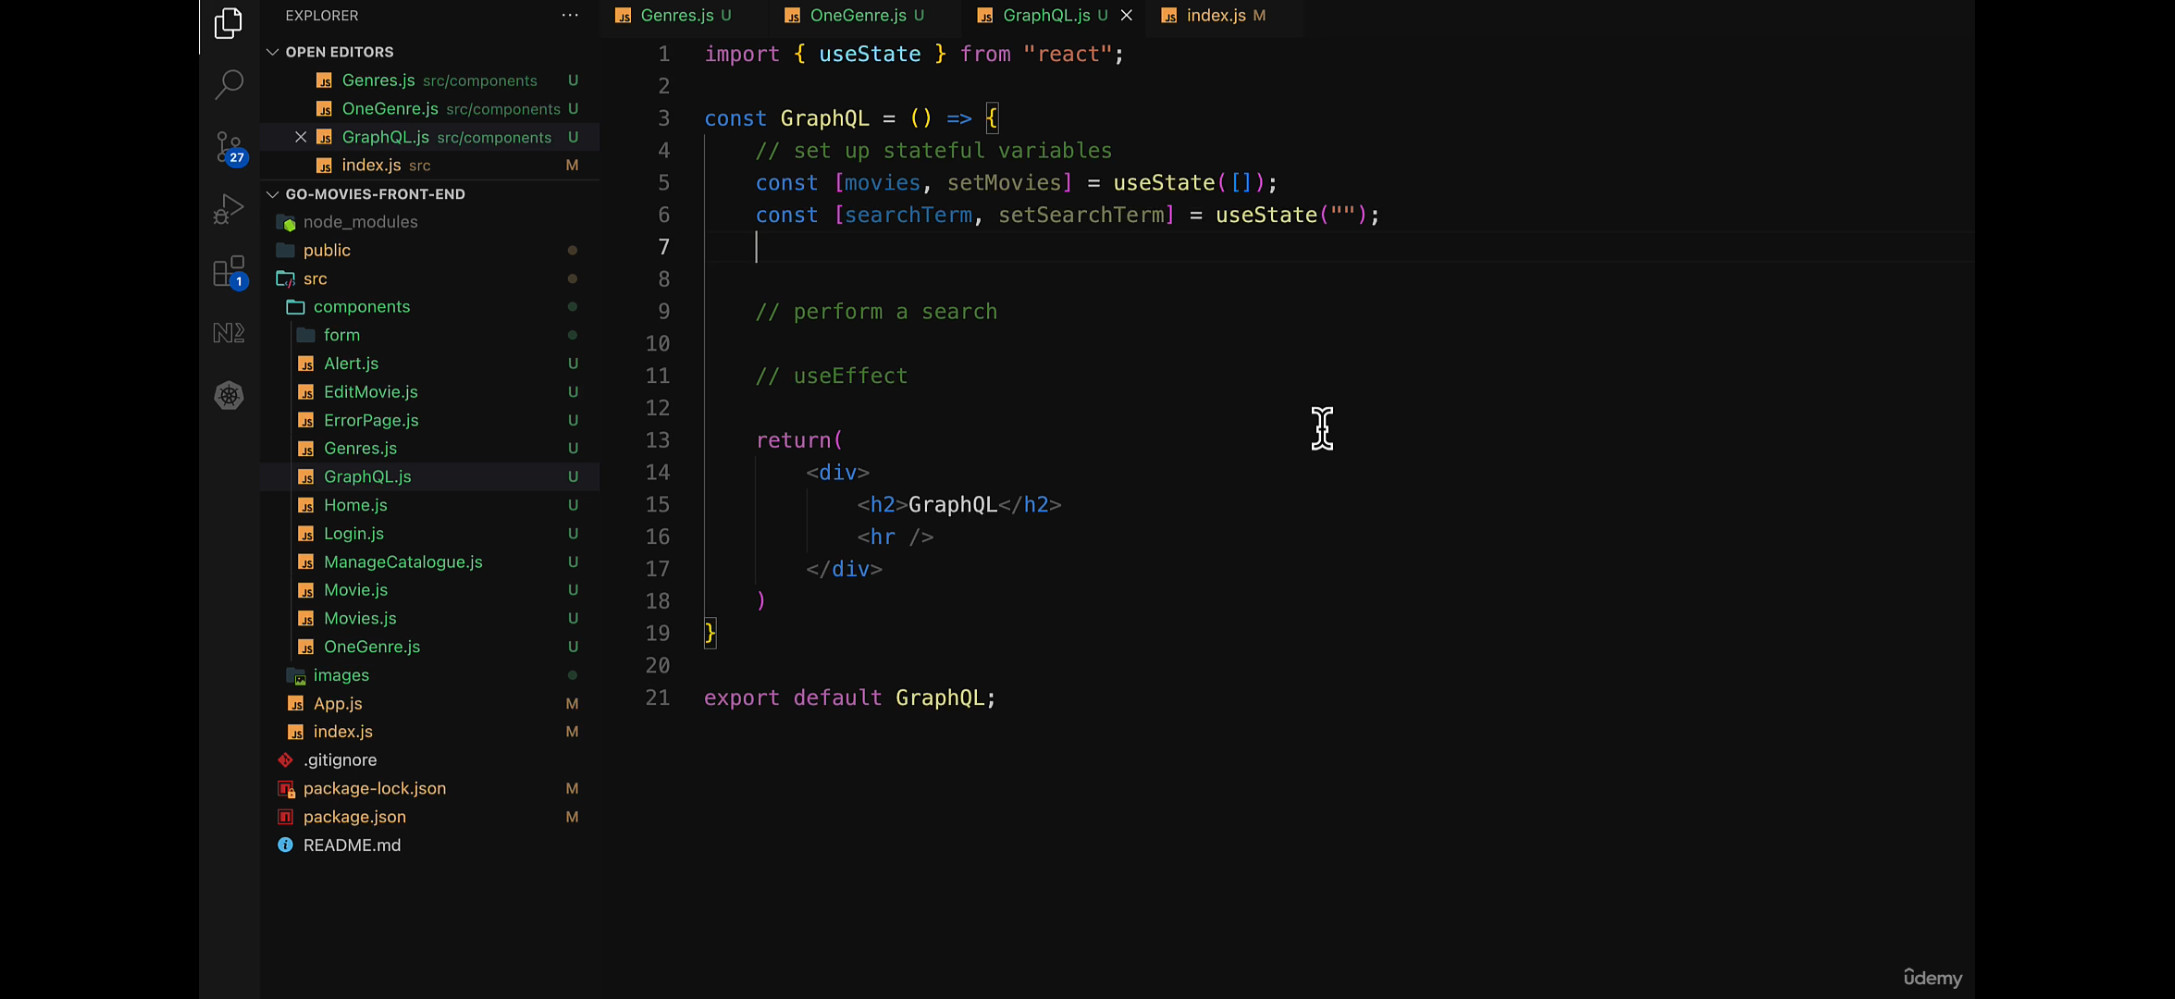 EXPLORER
OPEN EDITORS
Genres.js src/components U
OneGenre.js src/components U
GraphQL.js src/components U
index.js src M
GO-MOVIES-FRONT-END
node_modules
public
src
components
form
Alert.js U
EditMovie.js U
ErrorPage.js U
Genres.js U
GraphQL.js U
Home.js U
Login.js U
ManageCatalogue.js U
Movie.js U
Movies.js U
OneGenre.js U
images
App.js M
index.js M
.gitignore
package-lock.json M
package.json M
README.md
27
1
Genres.js U OneGenre.js U GraphQL.js U index.js M
1 import { useState } from "react";
2
3 const GraphQL = () => {
4 // set up stateful variables
5 const [movies, setMovies] = useState([]);
6 const [searchTerm, setSearchTerm] = useState("");
7
8
9 // perform a search
10
11 // useEffect
12
13 return(
14 <div>
15 <h2>GraphQL</h2>
16 <hr />
17 </div>
18 )
19 }
20
21 export default GraphQL;
ûdemy